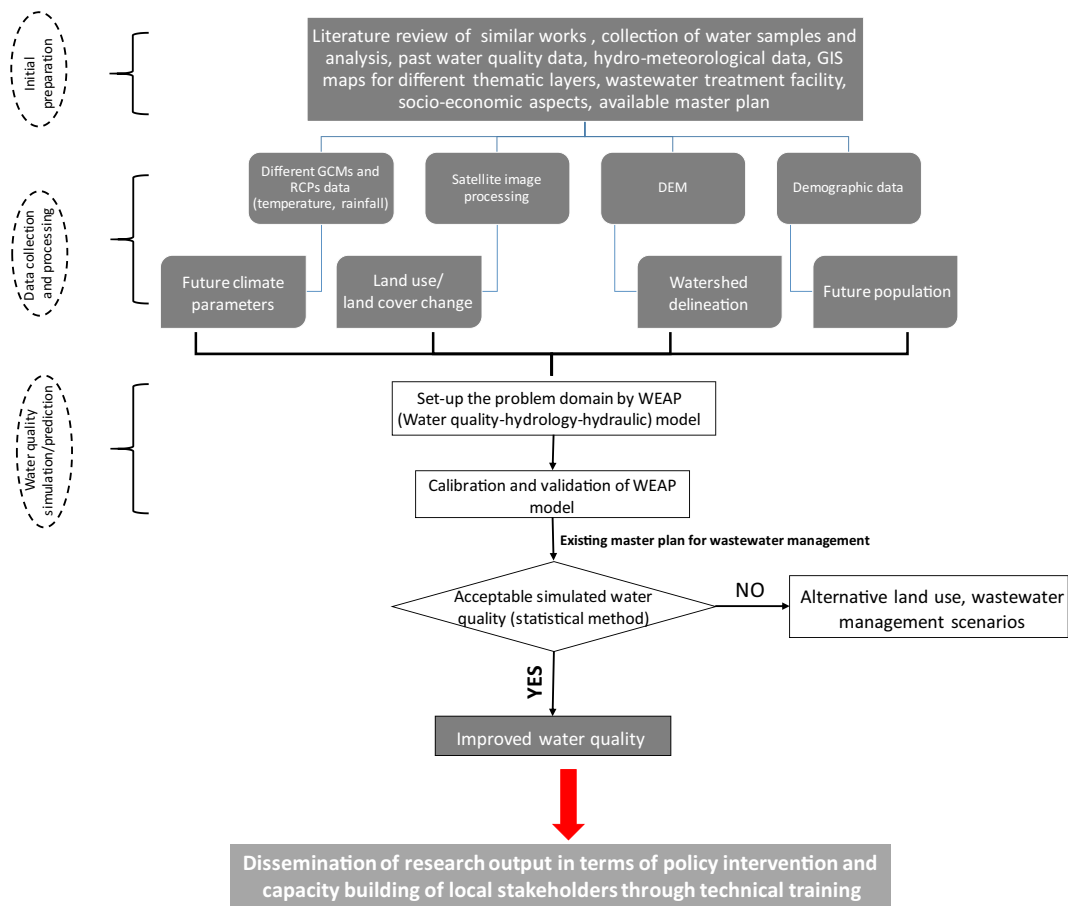 Initial
preparation
Literature review of similar works , collection of water samples and
analysis, past water quality data, hydro-meteorological data, GIS
maps for different thematic layers, wastewater treatment facility,
socio-economic aspects, available master plan
Data collection
and processing
Different GCMs and
RCPs data
(temperature, rainfall)
Satellite image
processing
DEM
Demographic data
Future climate
parameters
Land use/
land cover change
Watershed
delineation
Future population
Water quality
simulation/prediction
Set-up the problem domain by WEAP
(Water quality-hydrology-hydraulic) model
Calibration and validation of WEAP
model
Existing master plan for wastewater management
Acceptable simulated water
quality (statistical method)
NO
Alternative land use, wastewater
management scenarios
YES
Improved water quality
Dissemination of research output in terms of policy intervention and
capacity building of local stakeholders through technical training